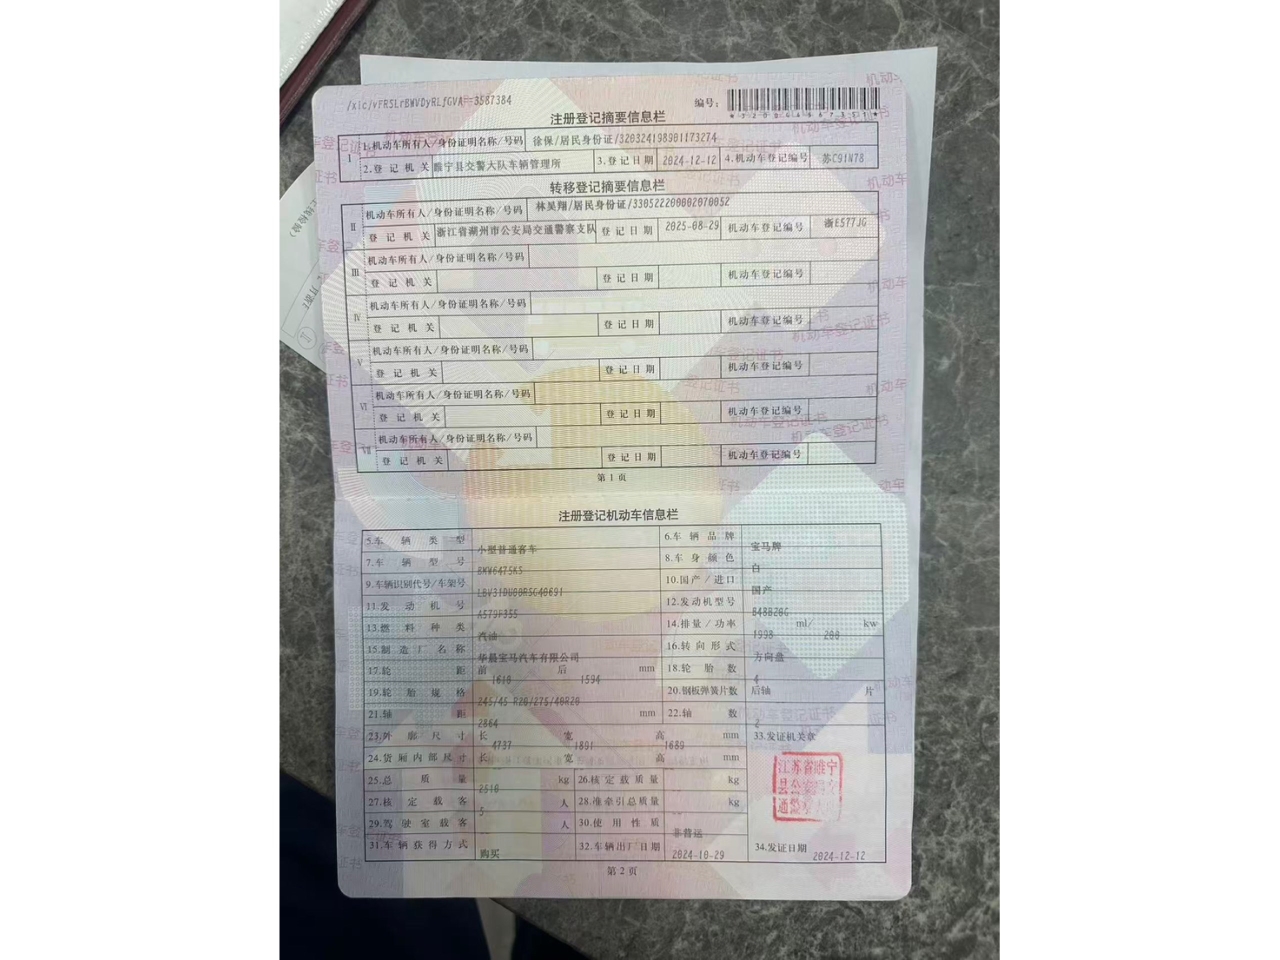 /xic/vFRSLrBWVDyRLfGVA==3587384
编号：
注册登记摘要信息栏
Ⅰ 1.机动车所有人/身份证明名称/号码 徐保/居民身份证/320324198901173274
2.登记机关 睢宁县交警大队车辆管理所 3.登记日期 2024-12-12 4.机动车登记编号 苏C91N78
转移登记摘要信息栏
Ⅱ 机动车所有人/身份证明名称/号码 林昊翔/居民身份证/330522200002070052
登记机关 浙江省湖州市公安局交通警察支队 登记日期 2025-08-29 机动车登记编号 浙E577JG
Ⅲ 机动车所有人/身份证明名称/号码
登记机关 登记日期 机动车登记编号
Ⅳ 机动车所有人/身份证明名称/号码
登记机关 登记日期 机动车登记编号
Ⅴ 机动车所有人/身份证明名称/号码
登记机关 登记日期 机动车登记编号
Ⅵ 机动车所有人/身份证明名称/号码
登记机关 登记日期 机动车登记编号
Ⅶ 机动车所有人/身份证明名称/号码
登记机关 登记日期 机动车登记编号
第1页
注册登记机动车信息栏
5.车辆类型 小型普通客车 6.车辆品牌 宝马牌
7.车辆型号 BMW6475KS 8.车身颜色 白
9.车辆识别代号/车架号 10.国产/进口 国产
11.发动机号 A579P355 12.发动机型号 B48B20G
13.燃料种类 汽油 14.排量/功率 1998 ml/ 200 kw
15.制造厂名称 华晨宝马汽车有限公司 16.转向形式 方向盘
17.轮距 前 1616 后 1594 mm 18.轮胎数 4
19.轮胎规格 245/45 R20/275/40R20 20.钢板弹簧片数 后轴 片
21.轴距 2864 mm 22.轴数 2
23.外廓尺寸 长 4737 宽 1891 高 1689 mm 33.发证机关章
24.货厢内部尺寸 长 宽 高 mm
25.总质量 2510 kg 26.核定载质量 kg
27.核定载客 5 人 28.准牵引总质量 kg
29.驾驶室载客 人 30.使用性质 非营运
31.车辆获得方式 购买 32.车辆出厂日期 2024-10-29 34.发证日期 2024-12-12
江苏省睢宁
第2页